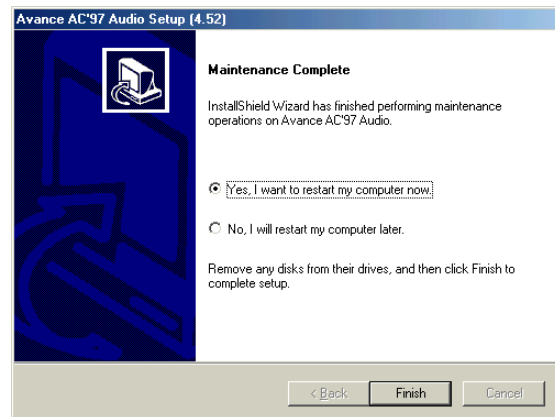 Avance AC'97 Audio Setup (4.52)
Maintenance Complete
InstallShield Wizard has finished performing maintenance
operations on Avance AC'97 Audio.
Yes, I want to restart my computer now.
No, I will restart my computer later.
Remove any disks from their drives, and then click Finish to
complete setup.
< Back Finish Cancel